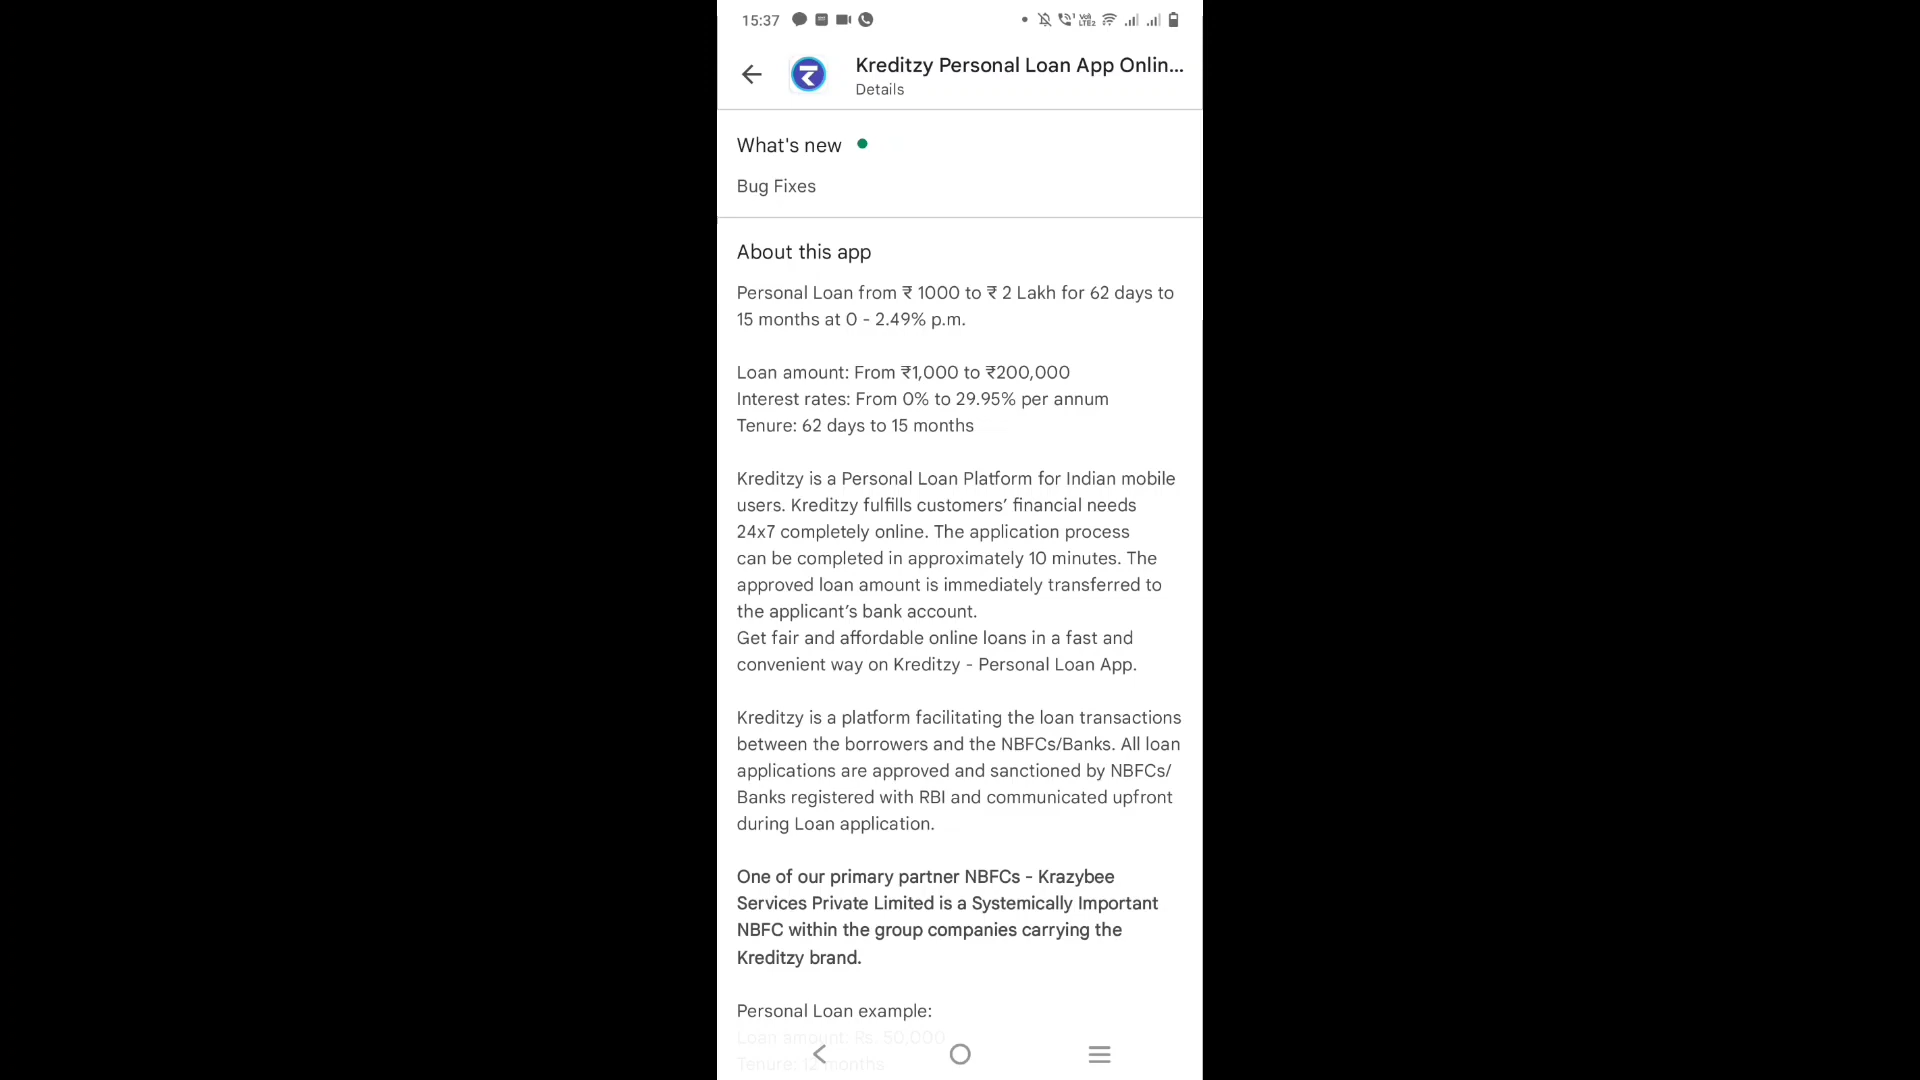 15:37
Kreditzy Personal Loan App Onlin...
Details
What's new
Bug Fixes
About this app
Personal Loan from ₹ 1000 to ₹ 2 Lakh for 62 days to
15 months at 0 - 2.49% p.m.
Loan amount: From ₹1,000 to ₹200,000
Interest rates: From 0% to 29.95% per annum
Tenure: 62 days to 15 months
Kreditzy is a Personal Loan Platform for Indian mobile
users. Kreditzy fulfills customers’ financial needs
24x7 completely online. The application process
can be completed in approximately 10 minutes. The
approved loan amount is immediately transferred to
the applicant’s bank account.
Get fair and affordable online loans in a fast and
convenient way on Kreditzy - Personal Loan App.
Kreditzy is a platform facilitating the loan transactions
between the borrowers and the NBFCs/Banks. All loan
applications are approved and sanctioned by NBFCs/
Banks registered with RBI and communicated upfront
during Loan application.
One of our primary partner NBFCs - Krazybee
Services Private Limited is a Systemically Important
NBFC within the group companies carrying the
Kreditzy brand.
Personal Loan example:
Loan amount: Rs. 50,000
Tenure: 12 months